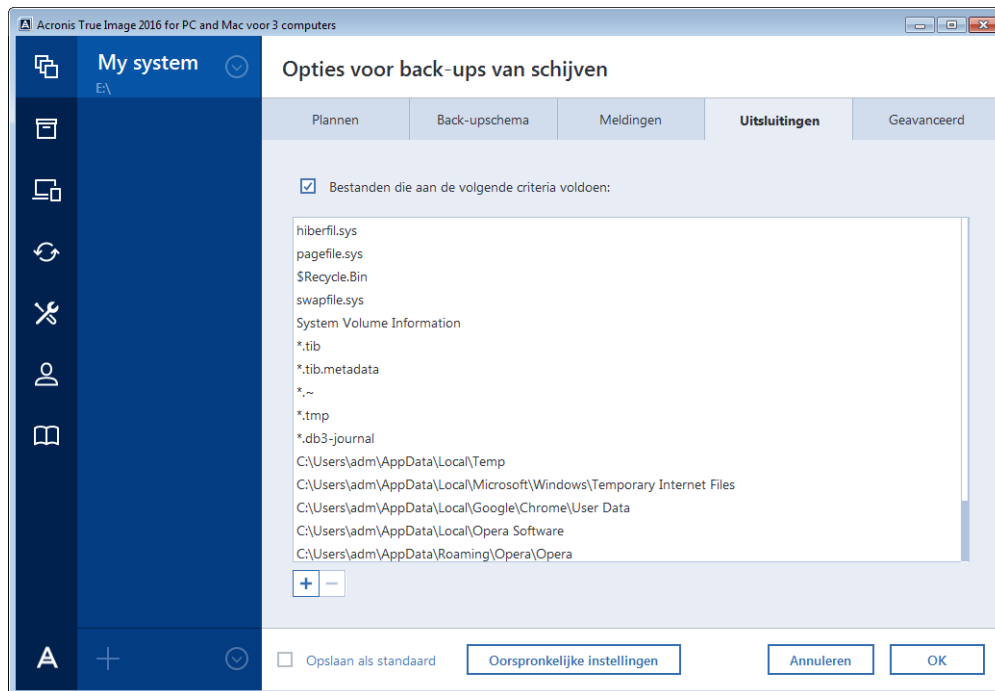 Acronis True Image 2016 for PC and Mac voor 3 computers
My system
E:\
Opties voor back-ups van schijven
Plannen
Back-upschema
Meldingen
Uitsluitingen
Geavanceerd
Bestanden die aan de volgende criteria voldoen:
hiberfil.sys
pagefile.sys
$Recycle.Bin
swapfile.sys
System Volume Information
*.tib
*.tib.metadata
*.~
*.tmp
*.db3-journal
C:\Users\adm\AppData\Local\Temp
C:\Users\adm\AppData\Local\Microsoft\Windows\Temporary Internet Files
C:\Users\adm\AppData\Local\Google\Chrome\User Data
C:\Users\adm\AppData\Local\Opera Software
C:\Users\adm\AppData\Roaming\Opera\Opera
Opslaan als standaard
Oorspronkelijke instellingen
Annuleren
OK